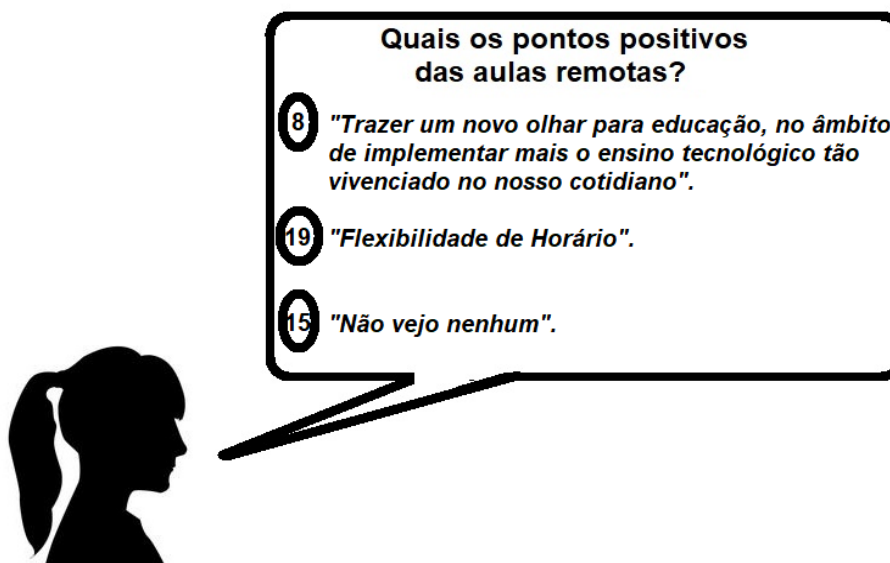 Quais os pontos positivos
das aulas remotas?
8 "Trazer um novo olhar para educação, no âmbito
de implementar mais o ensino tecnológico tão
vivenciado no nosso cotidiano".
19 "Flexibilidade de Horário".
15 "Não vejo nenhum".